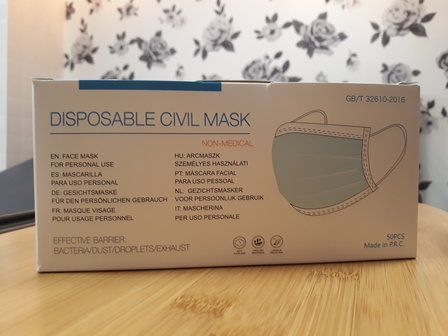 GB/T 32610-2016
DISPOSABLE CIVIL MASK
NON-MEDICAL
EN: FACE MASK
FOR PERSONAL USE
ES: MASCARILLA
PARA USO PERSONAL
DE: GESICHTSMASKE
FÜR DEN PERSÖNLICHEN GEBRAUCH
FR: MASQUE VISAGE
POUR USAGE PERSONNEL
HU: ARCMASZK
SZEMÉLYES HASZNÁLATI
PT: MÁSCARA FACIAL
PARA USO PESSOAL
NL: GEZICHTSMASKER
VOOR PERSOONLIJK GEBRUIK
IT: MASCHERINA
PER USO PERSONALE
EFFECTIVE BARRIER:
BACTERIA/DUST/DROPLETS/EXHAUST
50PCS
Made in P.R.C.